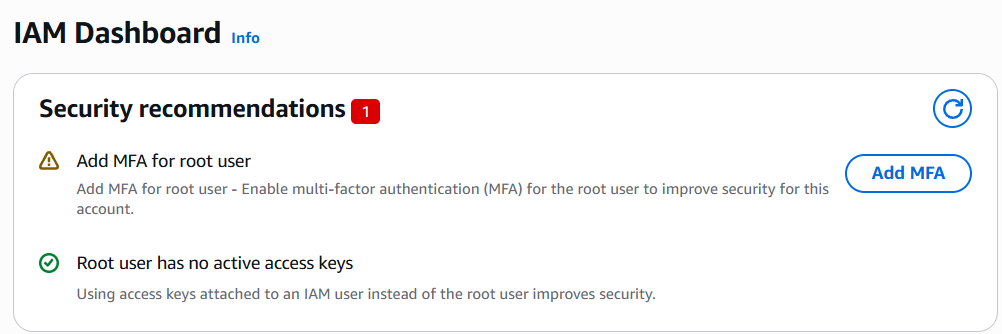 IAM Dashboard Info
Security recommendations 1
Add MFA for root user
Add MFA for root user - Enable multi-factor authentication (MFA) for the root user to improve security for this
account.
Add MFA
Root user has no active access keys
Using access keys attached to an IAM user instead of the root user improves security.